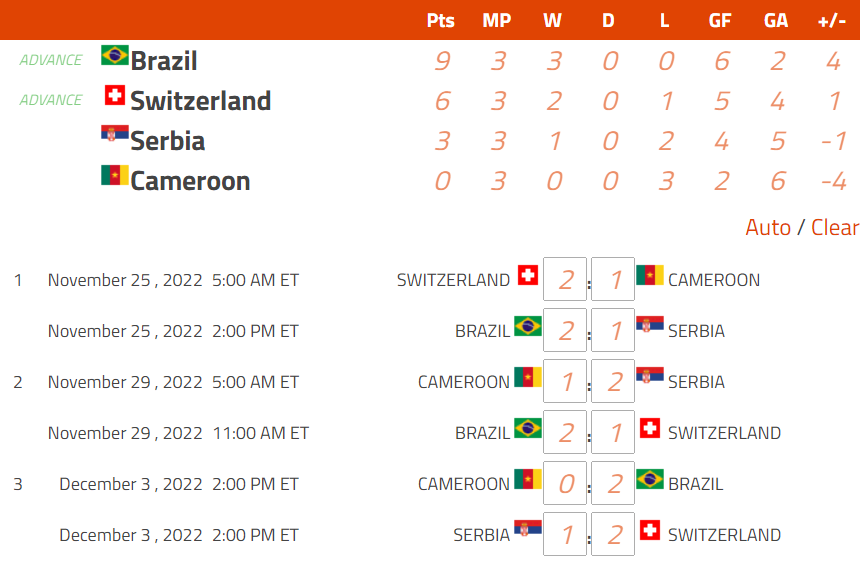 Pts MP W D L GF GA +/-
ADVANCE Brazil 9 3 3 0 0 6 2 4
ADVANCE Switzerland 6 3 2 0 1 5 4 1
Serbia 3 3 1 0 2 4 5 -1
Cameroon 0 3 0 0 3 2 6 -4
Auto / Clear
1 November 25 , 2022 5:00 AM ET SWITZERLAND 2 : 1 CAMEROON
November 25 , 2022 2:00 PM ET BRAZIL 2 : 1 SERBIA
2 November 29 , 2022 5:00 AM ET CAMEROON 1 : 2 SERBIA
November 29 , 2022 11:00 AM ET BRAZIL 2 : 1 SWITZERLAND
3 December 3 , 2022 2:00 PM ET CAMEROON 0 : 2 BRAZIL
December 3 , 2022 2:00 PM ET SERBIA 1 : 2 SWITZERLAND